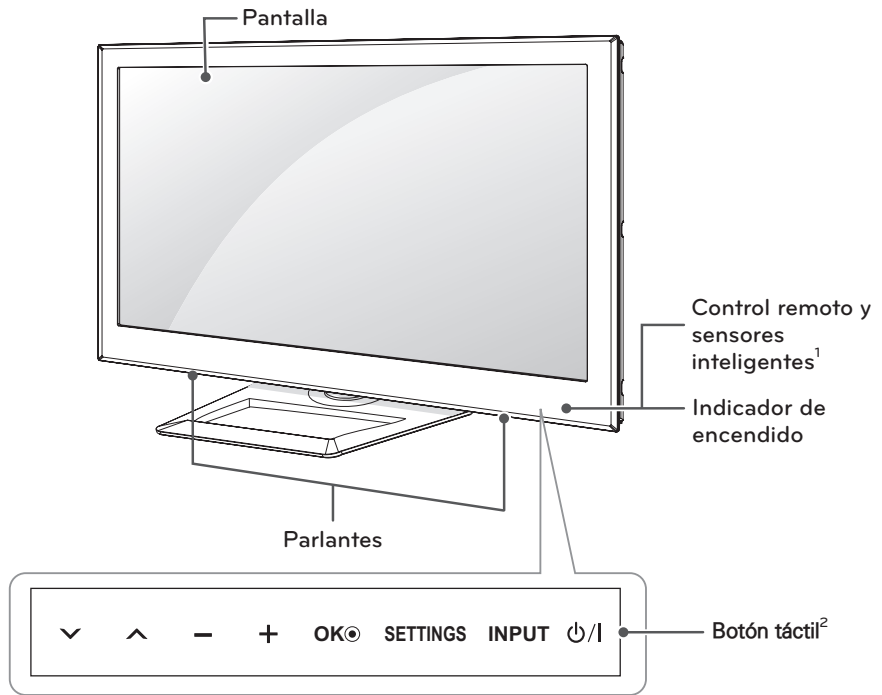 Pantalla
Control remoto y
sensores
inteligentes1
Indicador de
encendido
Parlantes
OK SETTINGS INPUT
Botón táctil2